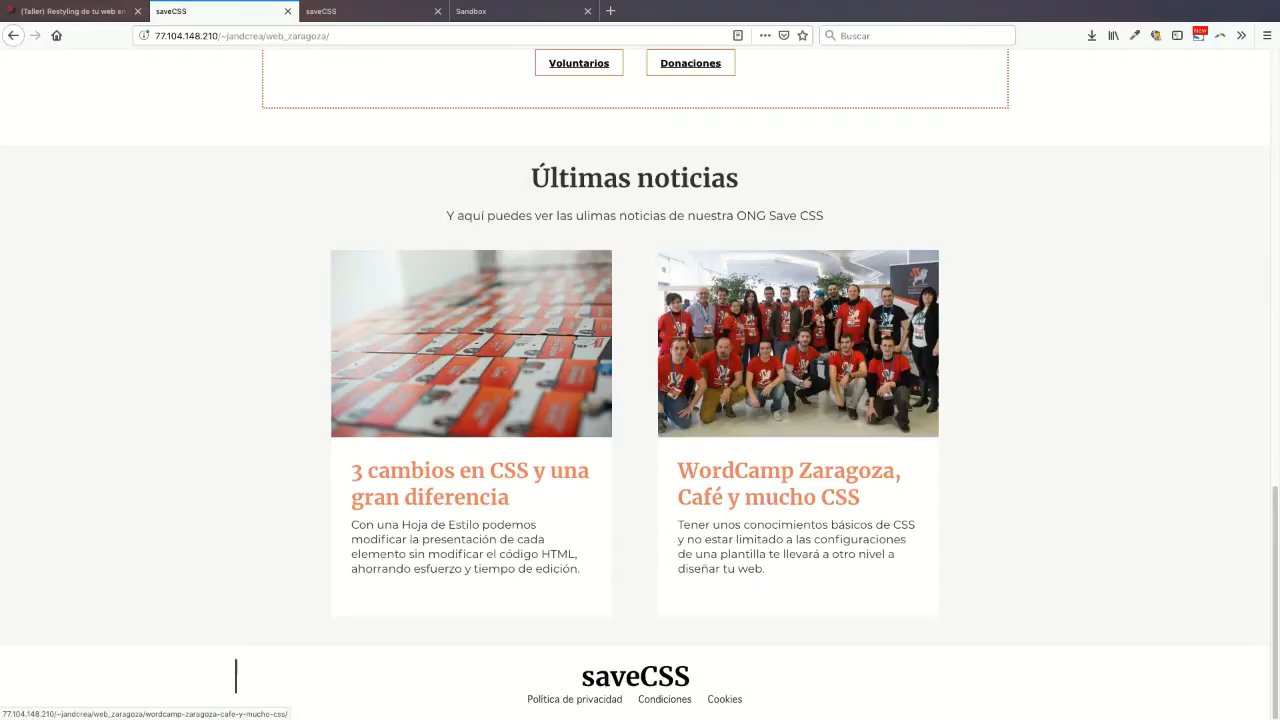 (Taller) Restyling de tu web en
saveCSS
saveCSS
Sandbox
77.104.148.210/~jandcrea/web_zaragoza/
Buscar
New
Voluntarios
Donaciones
Últimas noticias
Y aquí puedes ver las ulimas noticias de nuestra ONG Save CSS
3 cambios en CSS y una
gran diferencia
Con una Hoja de Estilo podemos
modificar la presentación de cada
elemento sin modificar el código HTML,
ahorrando esfuerzo y tiempo de edición.
WordCamp Zaragoza,
Café y mucho CSS
Tener unos conocimientos básicos de CSS
y no estar limitado a las configuraciones
de una plantilla te llevará a otro nivel a
diseñar tu web.
saveCSS
Política de privacidad
Condiciones
Cookies
77.104.148.210/~jandcrea/web_zaragoza/wordcamp-zaragoza-cafe-y-mucho-css/